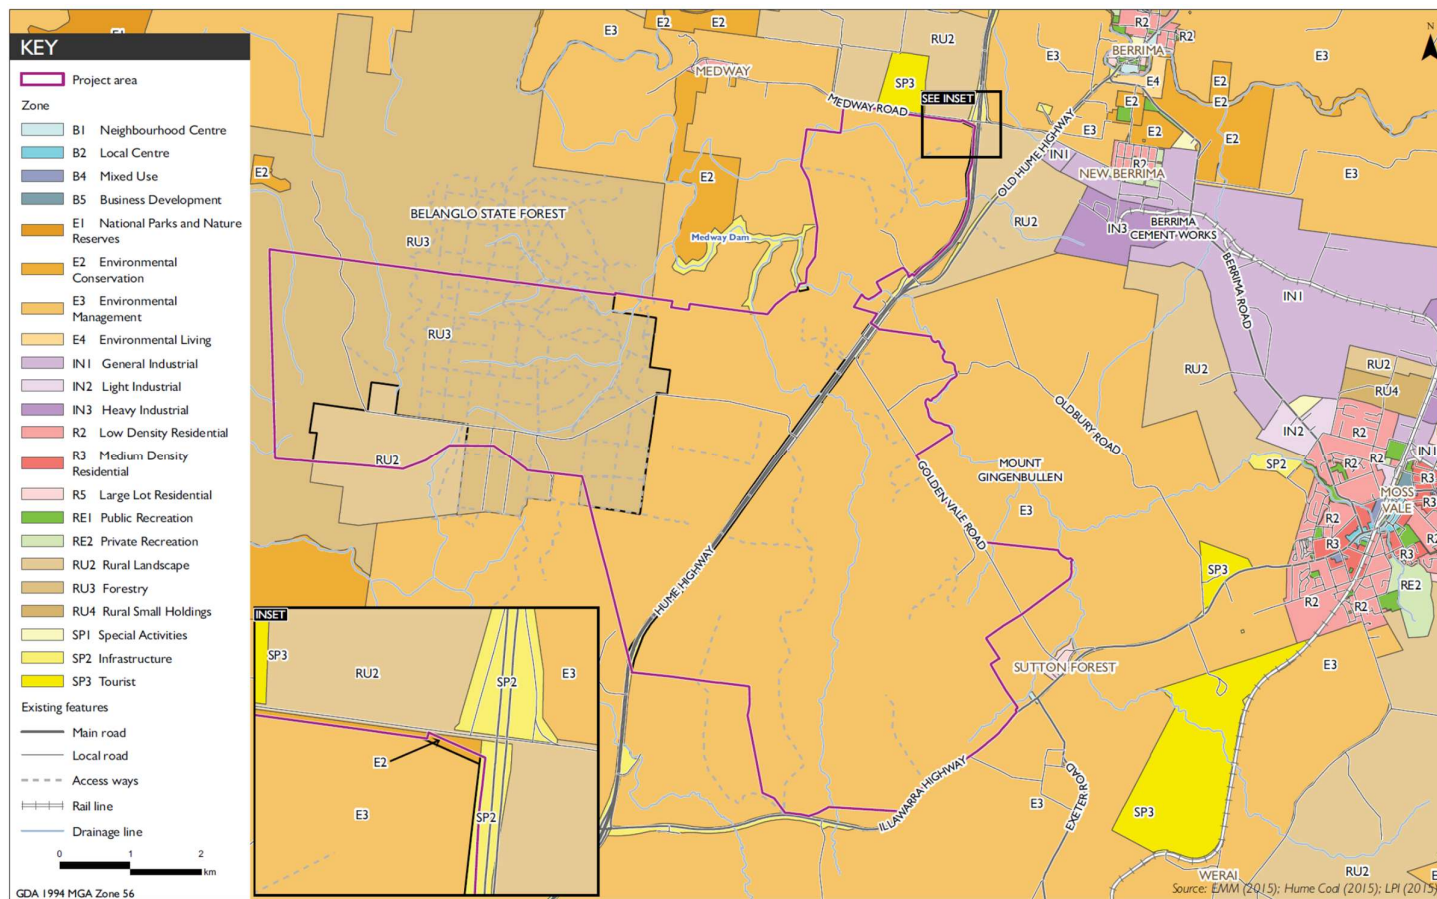 KEY
Project area
Zone
B1 Neighbourhood Centre
B2 Local Centre
B4 Mixed Use
B5 Business Development
E1 National Parks and Nature
Reserves
E2 Environmental
Conservation
E3 Environmental
Management
E4 Environmental Living
IN1 General Industrial
IN2 Light Industrial
IN3 Heavy Industrial
R2 Low Density Residential
R3 Medium Density
Residential
R5 Large Lot Residential
RE1 Public Recreation
RE2 Private Recreation
RU2 Rural Landscape
RU3 Forestry
RU4 Rural Small Holdings
SP1 Special Activities
SP2 Infrastructure
SP3 Tourist
Existing features
Main road
Local road
Access ways
Rail line
Drainage line
0 1 2
km
GDA 1994 MGA Zone 56
E3
E2
E2
RU2
R2
R2
N
BERRIMA
E3
E3
E4
MEDWAY
SP3
SEE INSET
MEDWAY ROAD
E2
E2
E2
E2
E2
E3
OLD HUME HIGHWAY
IN1
R2
NEW BERRIMA
E3
E2
E2
BELANGLO STATE FOREST
RU3
Medway Dam
RU2
IN3
BERRIMA
CEMENT WORKS
BERRIMA ROAD
IN1
RU3
RU2
RU2
RU4
OLDBURY ROAD
IN2
R2
R2
R2
IN1
SP2
R3
MOSS
VALE
R3
R2
R3
R3
R2
RE2
R2
R2
RU2
MOUNT
GINGENBULLEN
GOLDEN VALE ROAD
E3
SP3
HUME HIGHWAY
SUTTON FOREST
E3
INSET
SP3
RU2
SP2
E3
E2
E3
SP2
ILLAWARRA HIGHWAY
E3
EXETER ROAD
SP3
WERAI
RU2
Source: EMM (2015); Hume Coal (2015); LPI (2015)